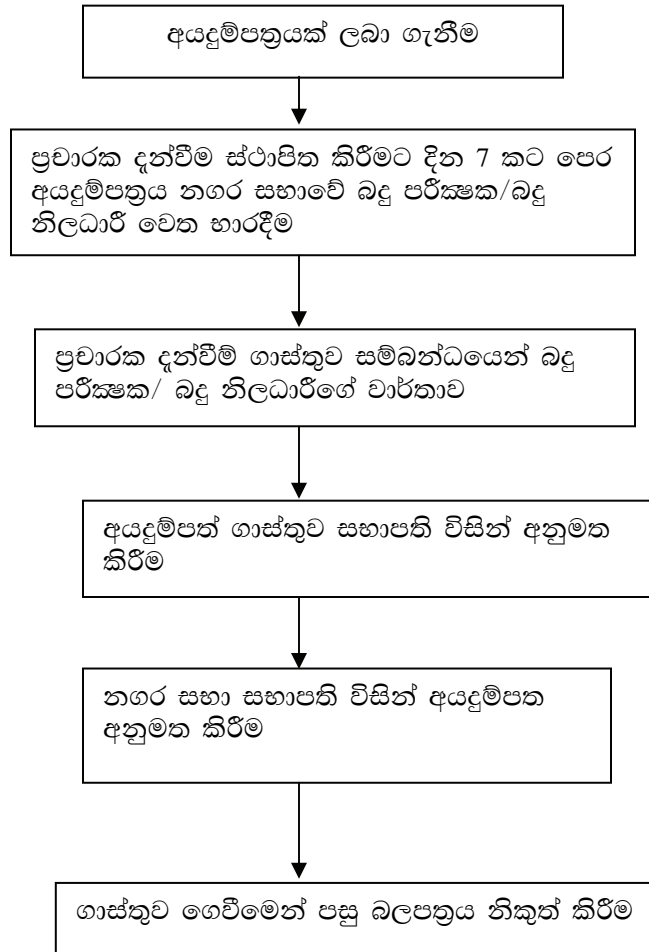 අයදුම්පත්‍රයක් ලබා ගැනීම
ප්‍රචාරක දැන්වීම ස්ථාපිත කිරීමට දින 7 කට පෙර
අයදුම්පත්‍රය නගර සභාවේ බදු පරීක්‍ෂක/බදු
නිලධාරී වෙත භාරදීම
ප්‍රචාරක දැන්වීම් ගාස්තුව සම්බන්ධයෙන් බදු
පරීක්‍ෂක/ බදු නිලධාරීගේ වාර්තාව
අයදුම්පත් ගාස්තුව සභාපති විසින් අනුමත
කිරීම
නගර සභා සභාපති විසින් අයදුම්පත
අනුමත කිරීම
ගාස්තුව ගෙවීමෙන් පසු බලපත්‍රය නිකුත් කිරීම